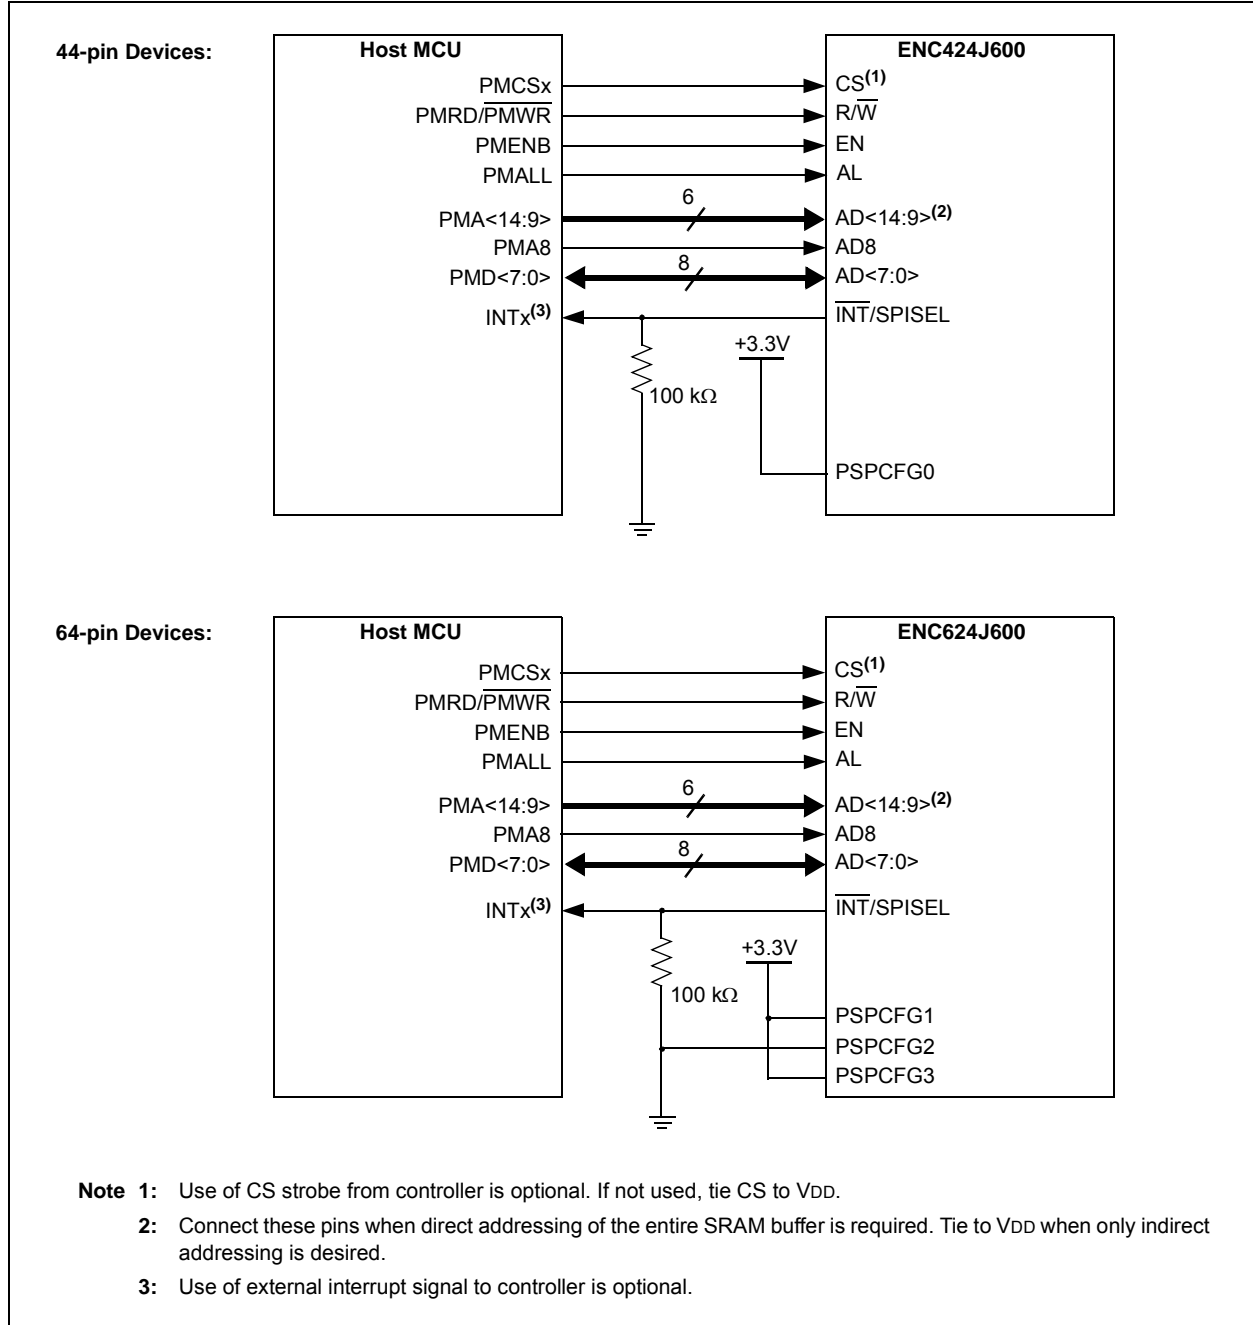 44-pin Devices:
Host MCU
ENC424J600
PMCSx
CS(1)
PMRD/PMWR
R/W
PMENB
EN
PMALL
AL
6
PMA<14:9>
AD<14:9>(2)
PMA8
AD8
8
PMD<7:0>
AD<7:0>
INTx(3)
INT/SPISEL
+3.3V
100 kΩ
PSPCFG0
64-pin Devices:
Host MCU
ENC624J600
PMCSx
CS(1)
PMRD/PMWR
R/W
PMENB
EN
PMALL
AL
6
PMA<14:9>
AD<14:9>(2)
PMA8
AD8
8
PMD<7:0>
AD<7:0>
INTx(3)
INT/SPISEL
+3.3V
100 kΩ
PSPCFG1
PSPCFG2
PSPCFG3
Note 1: Use of CS strobe from controller is optional. If not used, tie CS to VDD.
2: Connect these pins when direct addressing of the entire SRAM buffer is required. Tie to VDD when only indirect
addressing is desired.
3: Use of external interrupt signal to controller is optional.